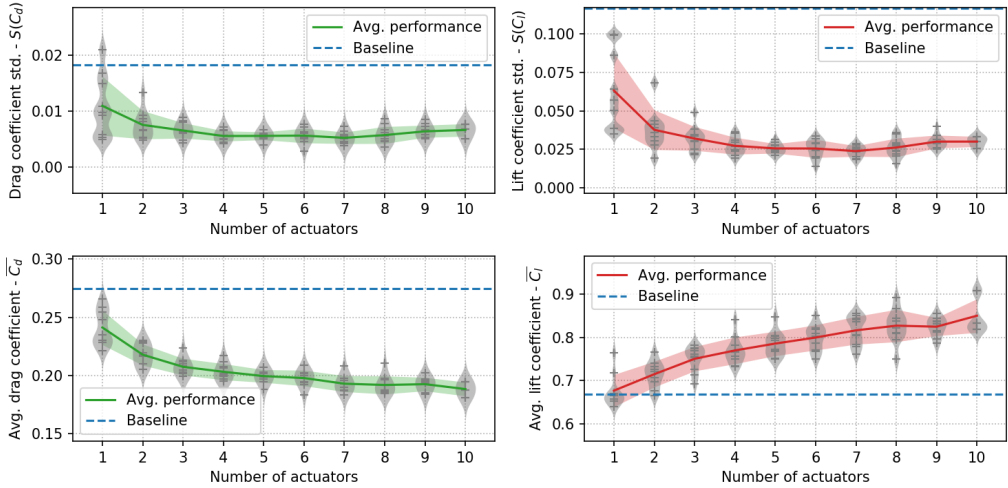 Drag coefficient std. - S(C_d)
0.02
0.01
0.00
Avg. performance
Baseline
1 2 3 4 5 6 7 8 9 10
Number of actuators
Lift coefficient std. - S(C_l)
0.100
0.075
0.050
0.025
0.000
Avg. performance
Baseline
1 2 3 4 5 6 7 8 9 10
Number of actuators
Avg. drag coefficient - \overline{C_d}
0.30
0.25
0.20
0.15
Avg. performance
Baseline
1 2 3 4 5 6 7 8 9 10
Number of actuators
Avg. lift coefficient - \overline{C_l}
0.9
0.8
0.7
0.6
Avg. performance
Baseline
1 2 3 4 5 6 7 8 9 10
Number of actuators